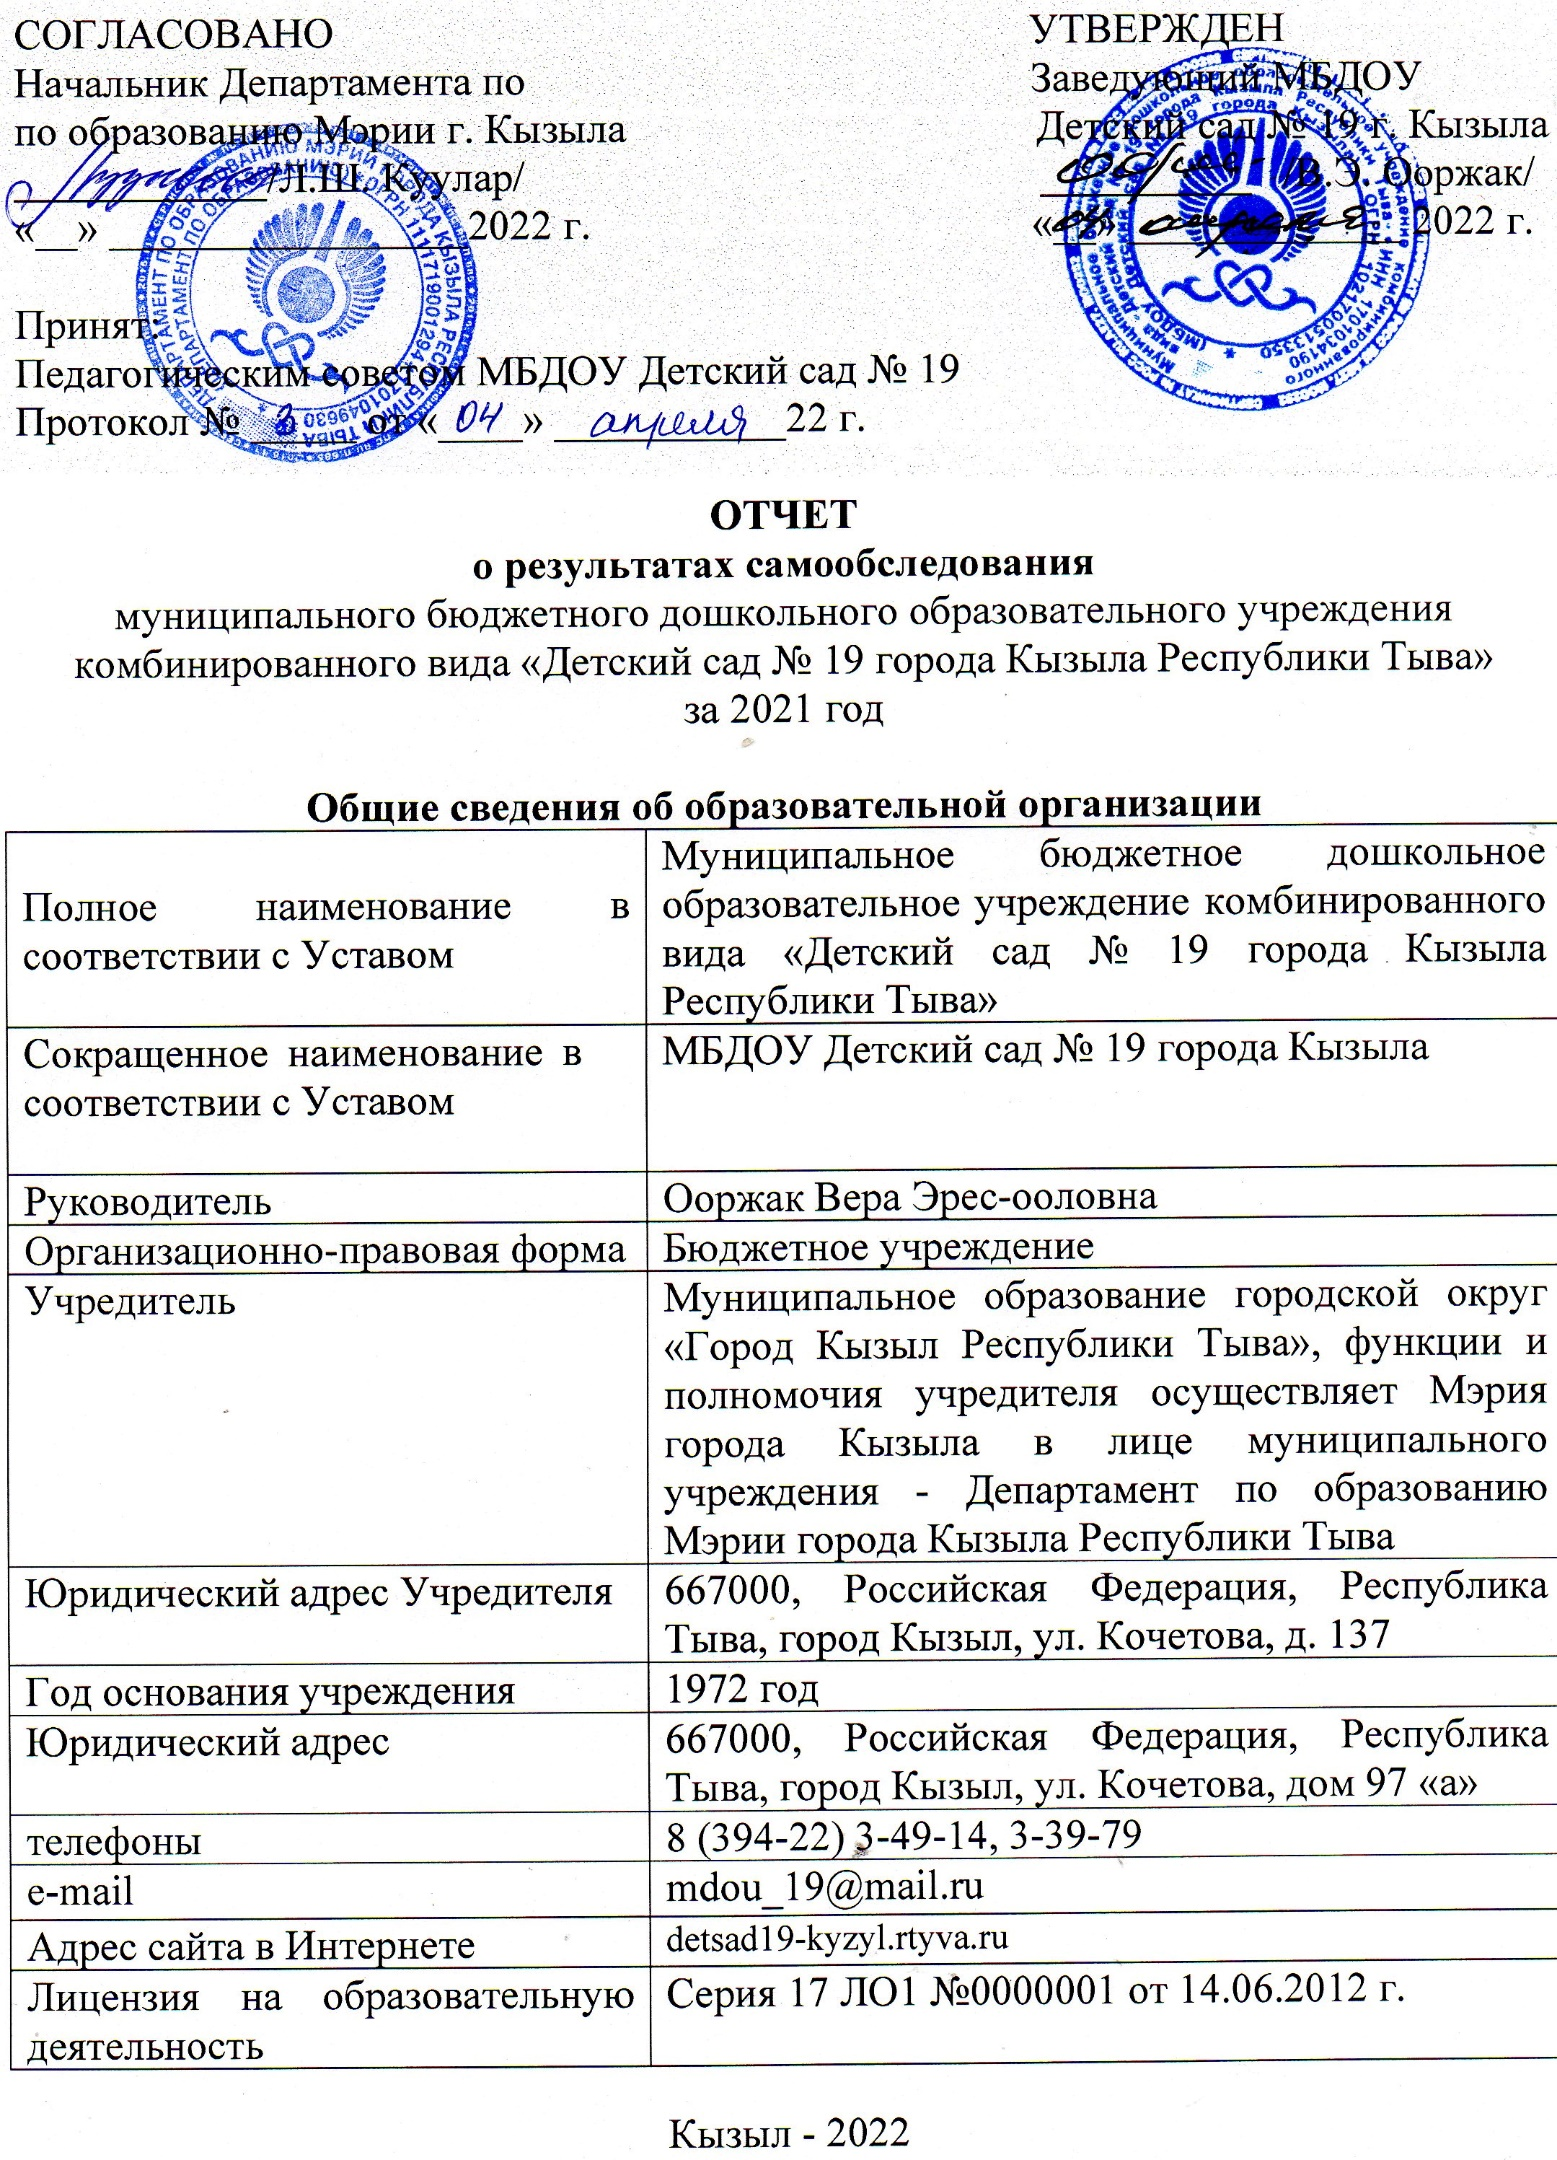 СОГЛАСОВАНО
Начальник Департамента по
по образованию Мэрии г. Кызыла
/Л.Ш. Куулар/
«__» 2022 г.
УТВЕРЖДЕН
Заведующий МБДОУ
Детский сад № 19 г. Кызыла
В.Э. Ооржак/
«04» апреля 2022 г.
Принят:
Педагогическим советом МБДОУ Детский сад № 19
Протокол № 3 от «04» апреля 22 г.
ОТЧЕТ
о результатах самообследования
муниципального бюджетного дошкольного образовательного учреждения
комбинированного вида «Детский сад № 19 города Кызыла Республики Тыва»
за 2021 год
Общие сведения об образовательной организации
Полное наименование в
соответствии с Уставом
Муниципальное бюджетное дошкольное
образовательное учреждение комбинированного
вида «Детский сад № 19 города Кызыла
Республики Тыва»
Сокращенное наименование в
соответствии с Уставом
МБДОУ Детский сад № 19 города Кызыла
Руководитель
Ооржак Вера Эрес-ооловна
Организационно-правовая форма
Бюджетное учреждение
Учредитель
Муниципальное образование городской округ
«Город Кызыл Республики Тыва», функции и
полномочия учредителя осуществляет Мэрия
города Кызыла в лице муниципального
учреждения - Департамент по образованию
Мэрии города Кызыла Республики Тыва
Юридический адрес Учредителя
667000, Российская Федерация, Республика
Тыва, город Кызыл, ул. Кочетова, д. 137
Год основания учреждения
1972 год
Юридический адрес
667000, Российская Федерация, Республика
Тыва, город Кызыл, ул. Кочетова, дом 97 «а»
телефоны
8 (394-22) 3-49-14, 3-39-79
e-mail
mdou_19@mail.ru
Адрес сайта в Интернете
detsad19-kyzyl.rtyva.ru
Лицензия на образовательную
деятельность
Серия 17 ЛО1 №0000001 от 14.06.2012 г.
Кызыл - 2022